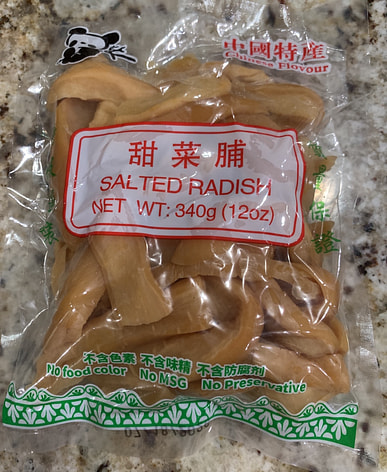 中國特產
Chinese Flavour
甜菜脯
SALTED RADISH
NET WT: 340g (12oz)
不含色素 不含味精 不含防腐剂
No food color No MSG No Preservative